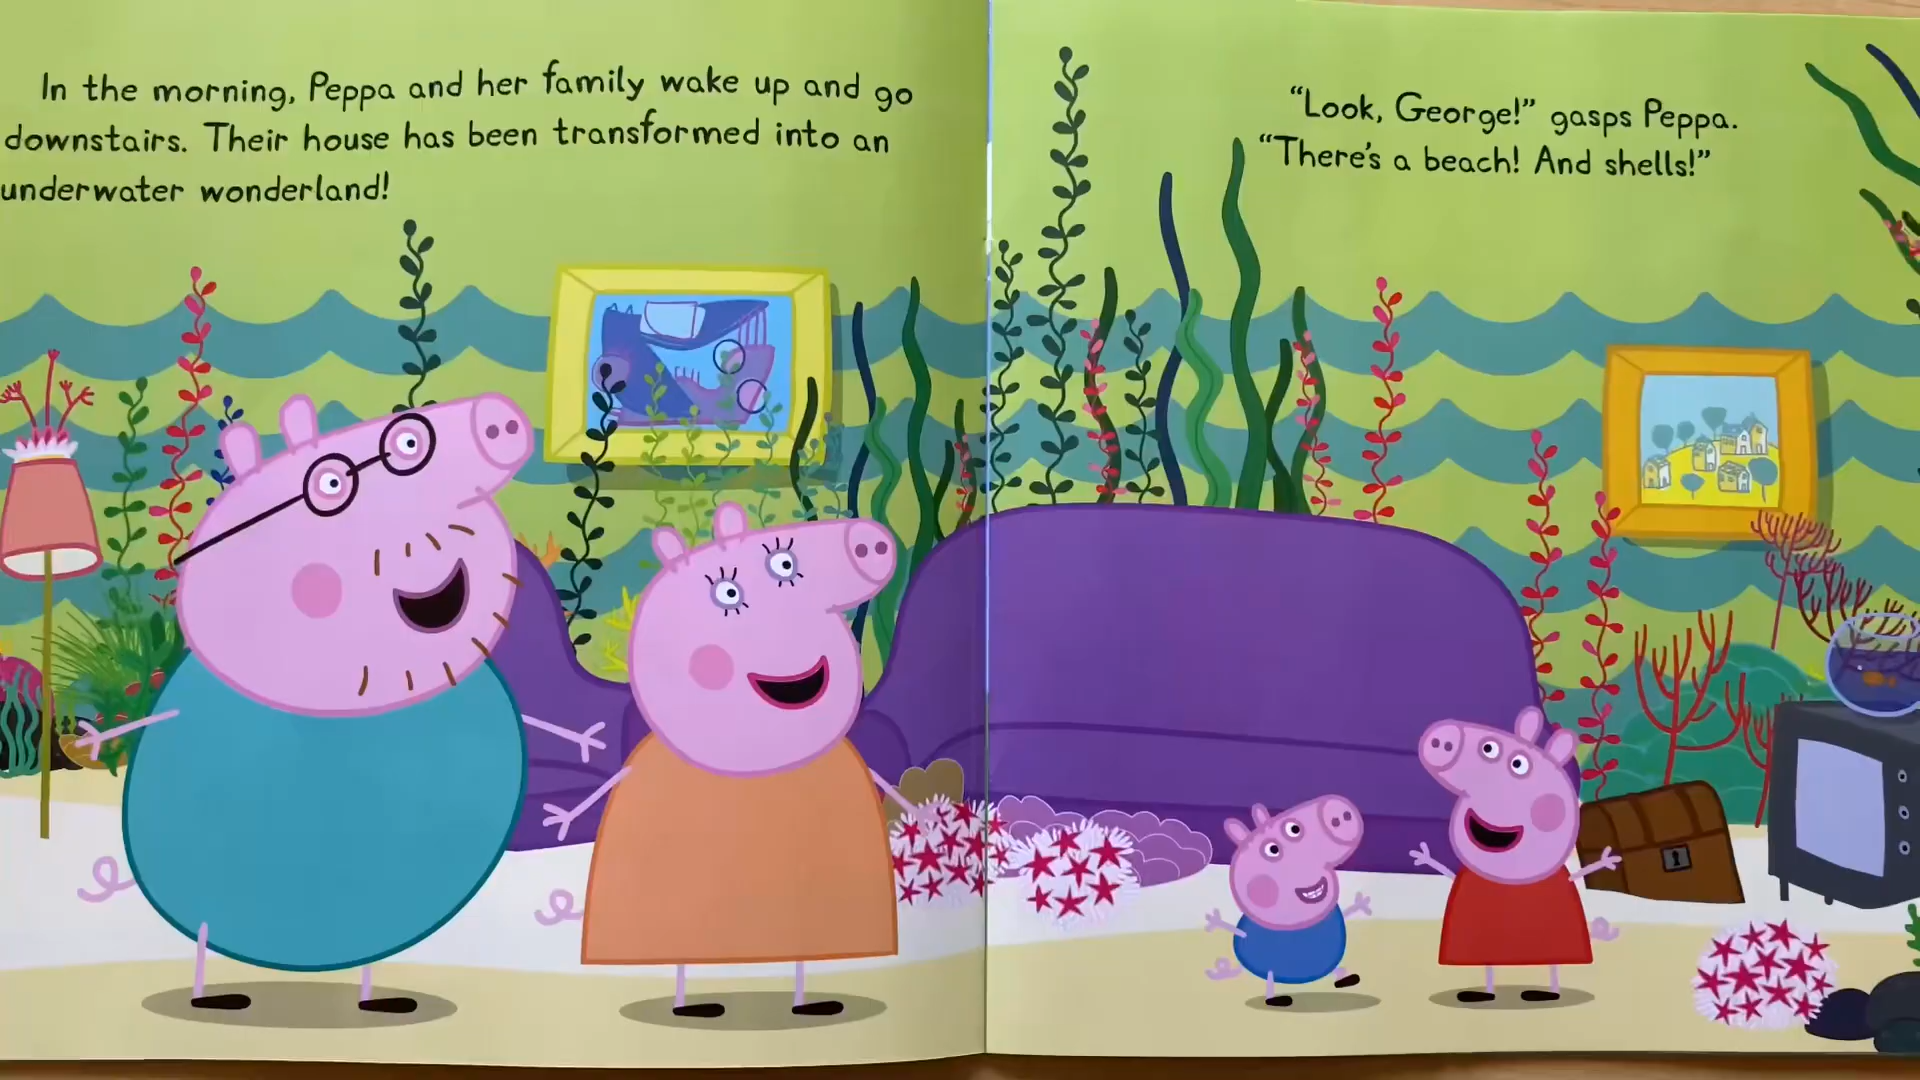 In the morning, Peppa and her family wake up and go
downstairs. Their house has been transformed into an
underwater wonderland!
“Look, George!” gasps Peppa.
“There’s a beach! And shells!”